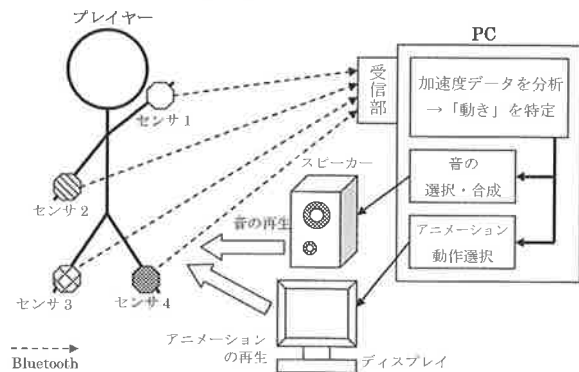 プレイヤー
PC
受信部
加速度データを分析
→「動き」を特定
センサ1
スピーカー
音の
選択・合成
センサ2
音の再生
アニメーション
動作選択
センサ3
センサ4
アニメーション
の再生
ディスプレイ
Bluetooth